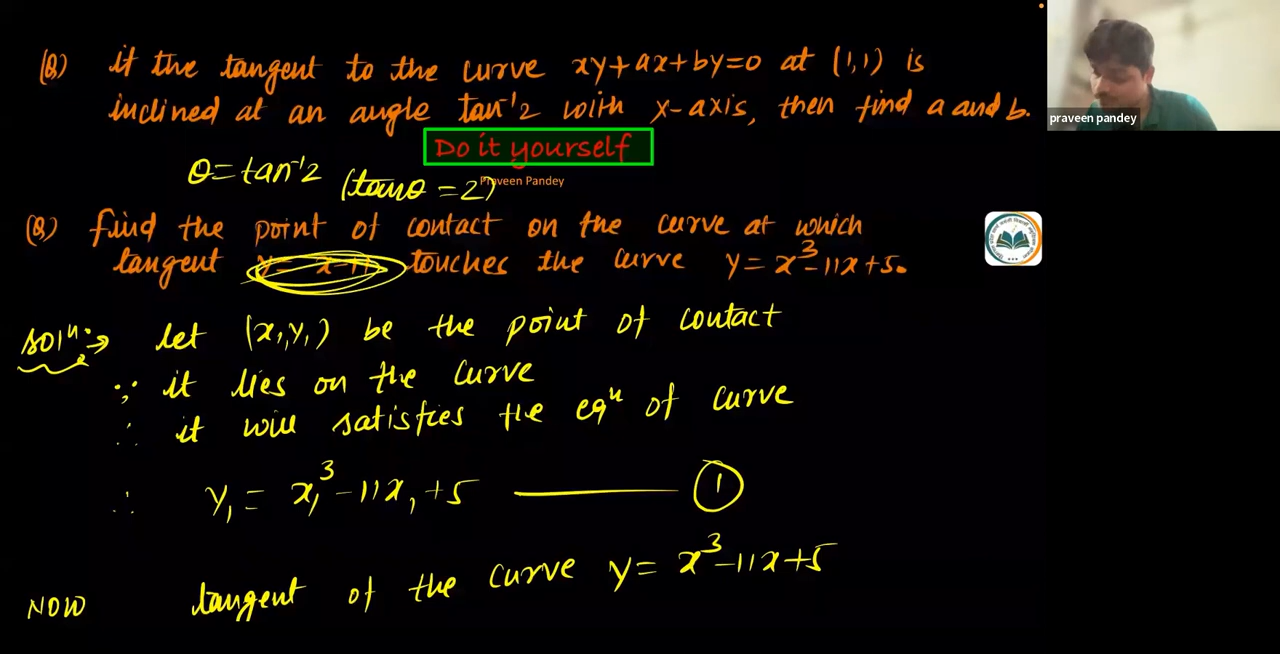 (Q) if the tangent to the curve xy+ax+by=0 at (1,1) is
inclined at an angle tan⁻¹2 with x-axis, then find a and b.
praveen pandey
Do it yourself
θ=tan⁻¹2 (tanθ=2)
Praveen Pandey
(Q) find the point of contact on the curve at which
tangent y= x-11 touches the curve y=x³-11x+5.
Solⁿ:→ let (x₁,y₁) be the point of contact
∵ it lies on the curve
∴ it will satisfies the eqⁿ of curve
∴ y₁ = x₁³-11x₁+5 ——— ①
NOW tangent of the curve y= x³-11x+5